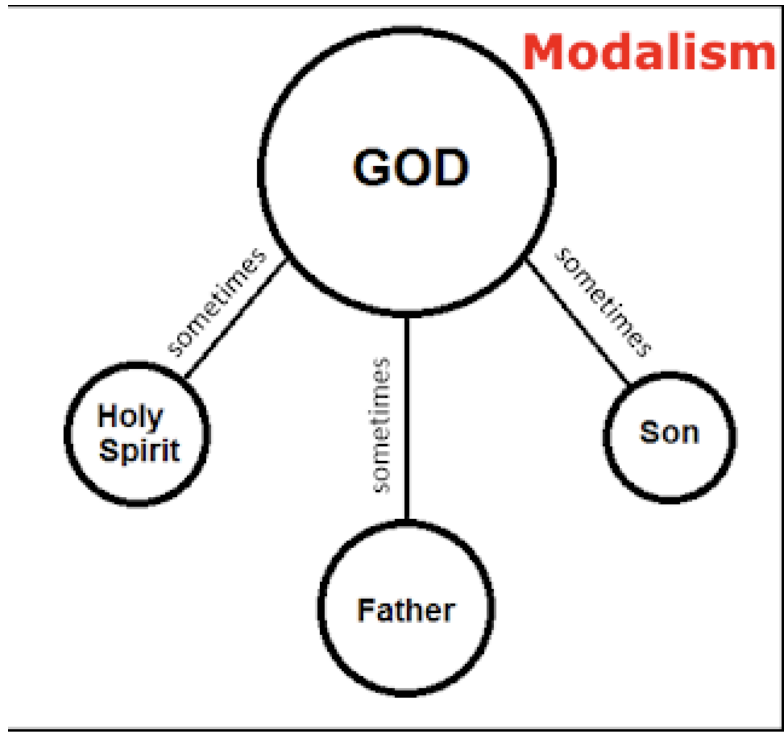 Modalism
GOD
sometimes
sometimes
sometimes
Holy
Spirit
Son
Father